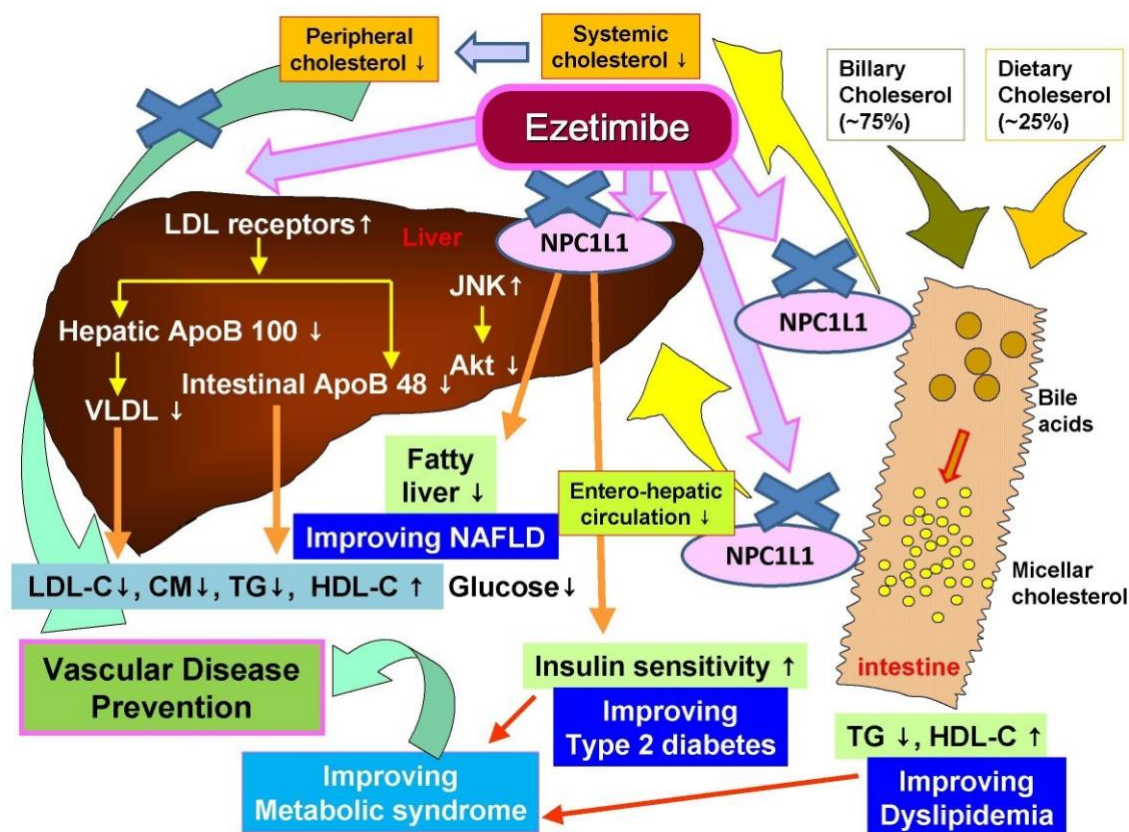 Peripheral
cholesterol ↓
Systemic
cholesterol ↓
Billary
Choleserol
(~75%)
Dietary
Choleserol
(~25%)
Ezetimibe
LDL receptors↑
Liver
NPC1L1
JNK↑
NPC1L1
Hepatic ApoB 100 ↓
Akt ↓
Intestinal ApoB 48 ↓
VLDL ↓
Bile
acids
Fatty
liver ↓
Entero-hepatic
circulation ↓
Improving NAFLD
NPC1L1
LDL-C↓, CM↓, TG↓, HDL-C ↑ Glucose↓
Micellar
cholesterol
Vascular Disease
Prevention
Insulin sensitivity ↑
intestine
Improving
Type 2 diabetes
TG ↓, HDL-C ↑
Improving
Metabolic syndrome
Improving
Dyslipidemia